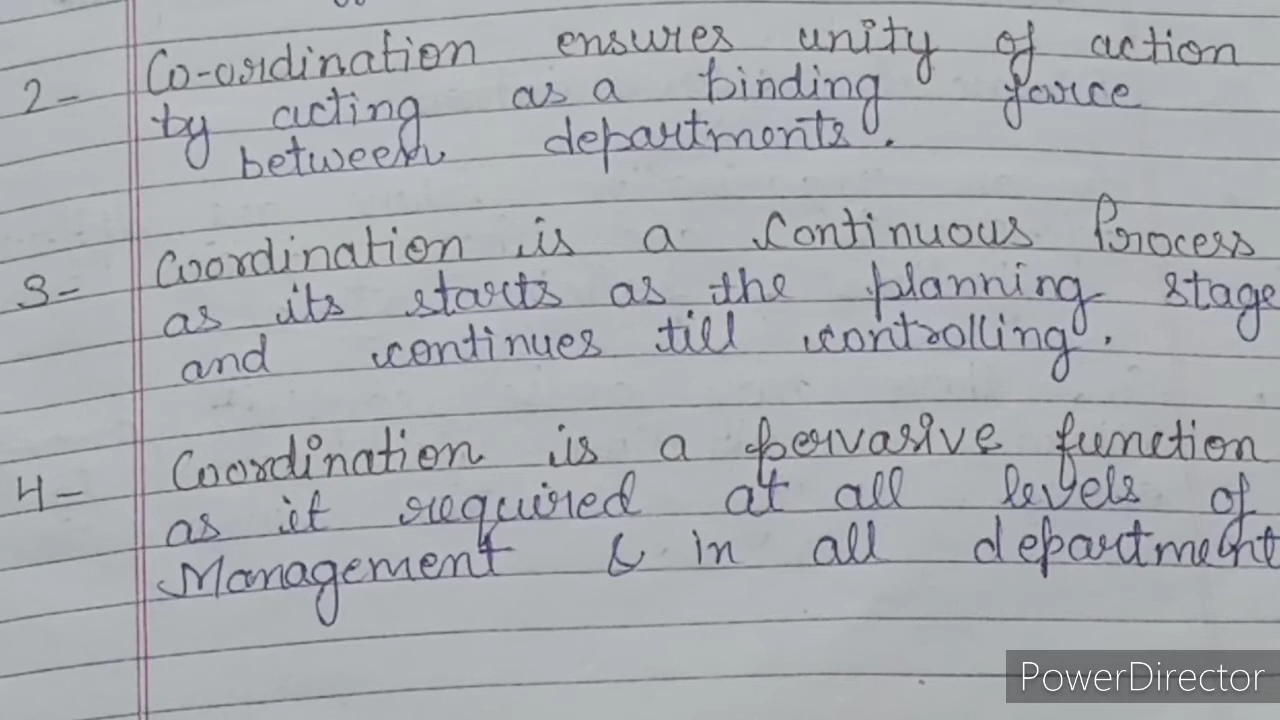 2- Co-ordination ensures unity of action
by acting as a binding force
between departments.
3- Coordination is a Continuous Process
as its starts as the planning stage
and continues till controlling.
4- Coordination is a pervasive function
as it required at all levels of
Management & in all department
PowerDirector